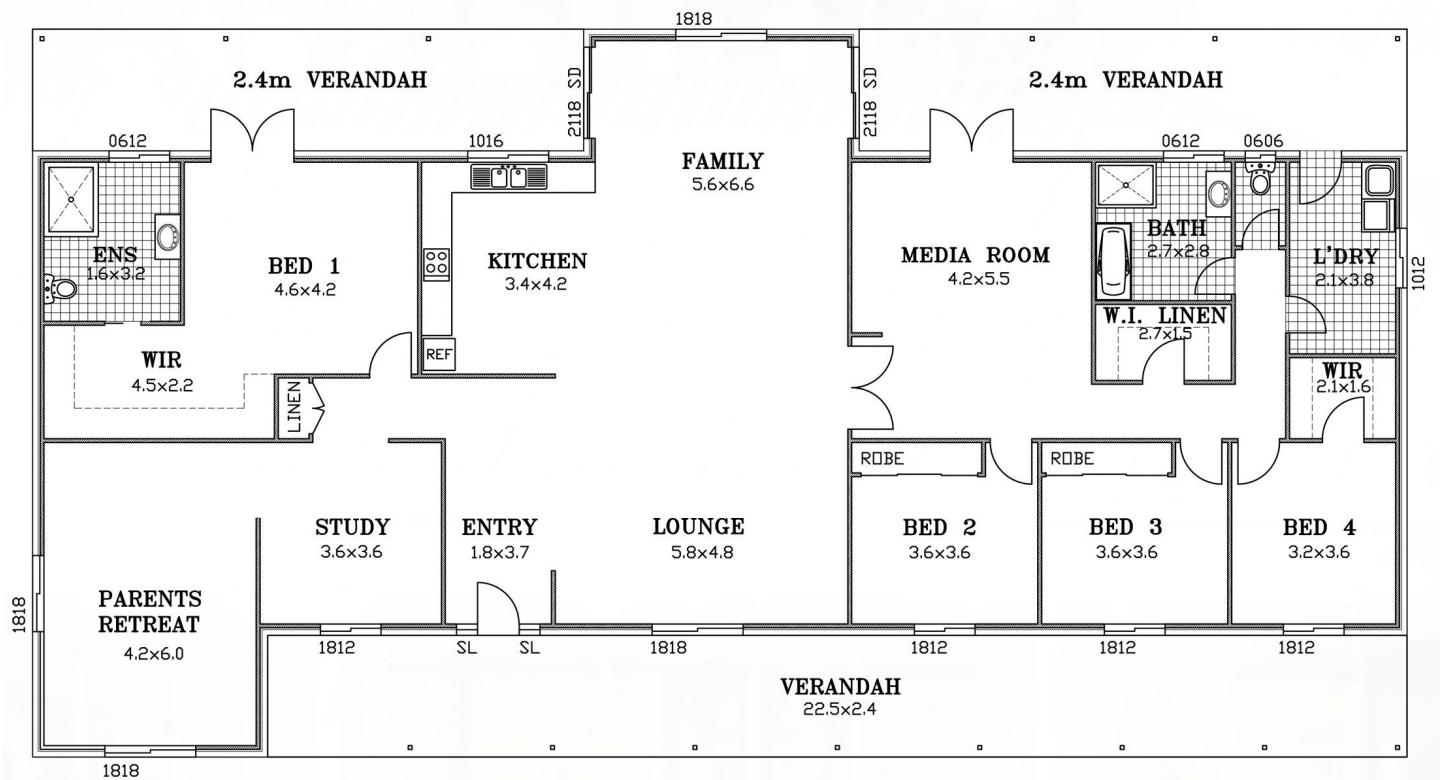 1818
2.4m VERANDAH
2118 SD
2118 SD
2.4m VERANDAH
0612
1016
0612
0606
FAMILY
5.6x6.6
ENS
1.6x3.2
BED 1
4.6x4.2
KITCHEN
3.4x4.2
MEDIA ROOM
4.2x5.5
BATH
2.7x2.8
L'DRY
2.1x3.8
1012
W.I. LINEN
2.7x1.5
WIR
4.5x2.2
REF
LINEN
WIR
2.1x1.6
ROBE
ROBE
STUDY
3.6x3.6
ENTRY
1.8x3.7
LOUNGE
5.8x4.8
BED 2
3.6x3.6
BED 3
3.6x3.6
BED 4
3.2x3.6
1818
PARENTS
RETREAT
4.2x6.0
1812
SL
SL
1818
1812
1812
1812
VERANDAH
22.5x2.4
1818